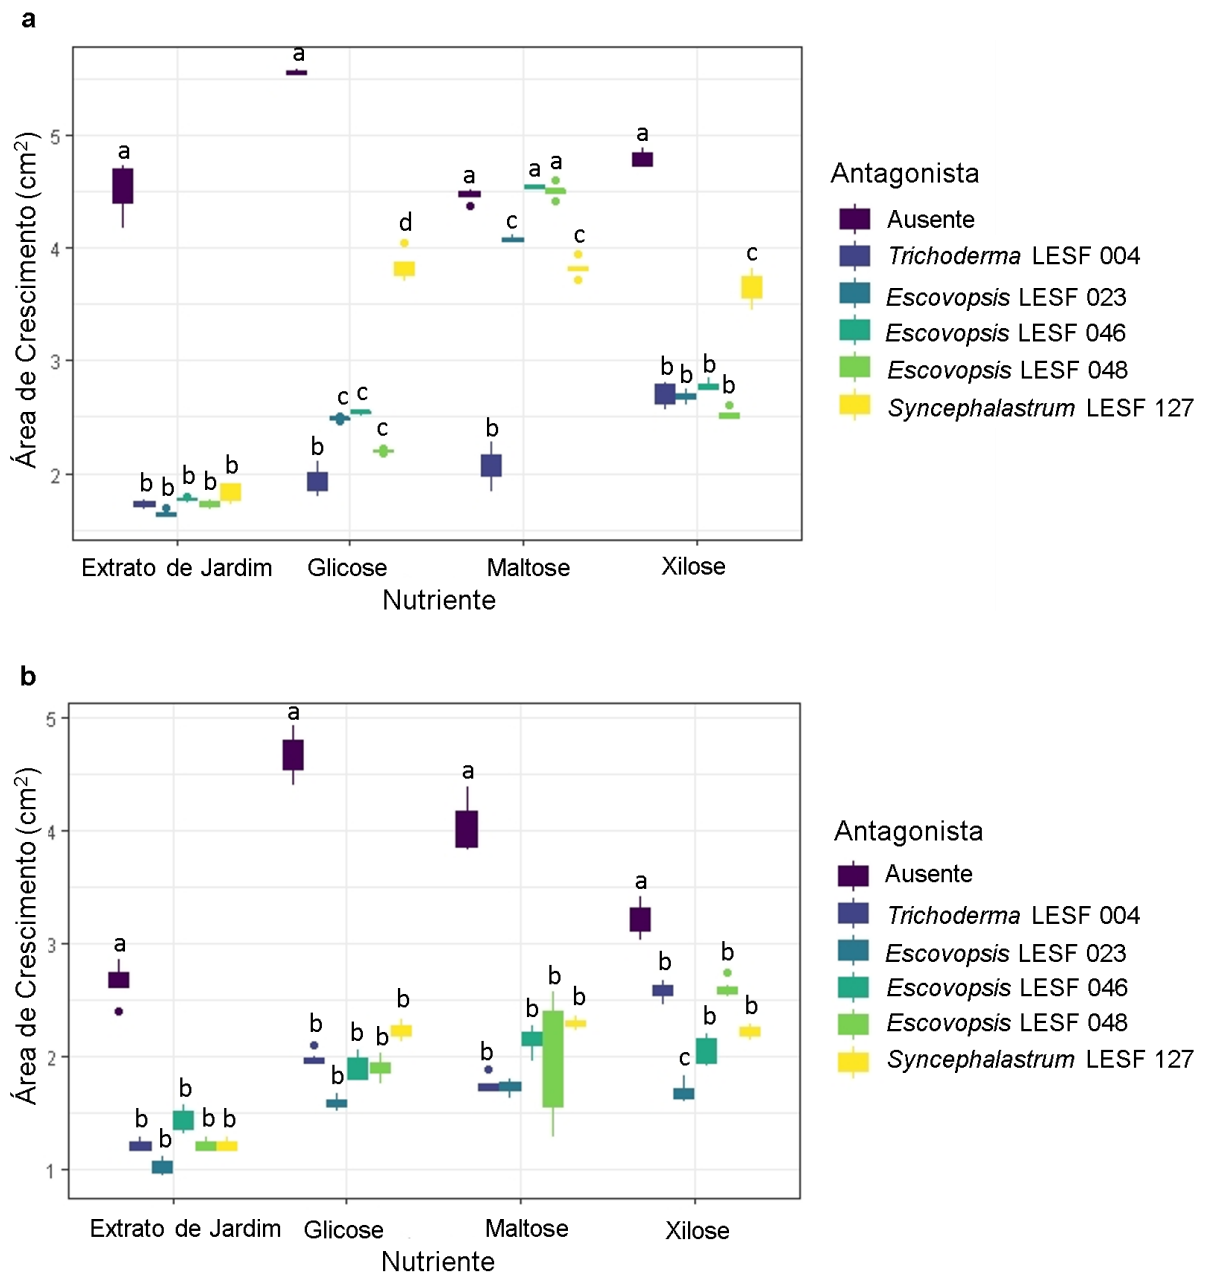 a
Área de Crescimento (cm²)
5
4
3
2
a
b
b
b
b
b
a
b
c
c
c
d
a
b
c
a
a
c
a
b
b
b
b
c
Extrato de Jardim
Glicose
Maltose
Xilose
Nutriente
Antagonista
Ausente
Trichoderma LESF 004
Escovopsis LESF 023
Escovopsis LESF 046
Escovopsis LESF 048
Syncephalastrum LESF 127
b
Área de Crescimento (cm²)
5
4
3
2
1
a
b
b
b
b
b
a
b
b
b
b
b
a
b
b
b
b
a
b
c
b
b
b
Extrato de Jardim
Glicose
Maltose
Xilose
Nutriente
Antagonista
Ausente
Trichoderma LESF 004
Escovopsis LESF 023
Escovopsis LESF 046
Escovopsis LESF 048
Syncephalastrum LESF 127